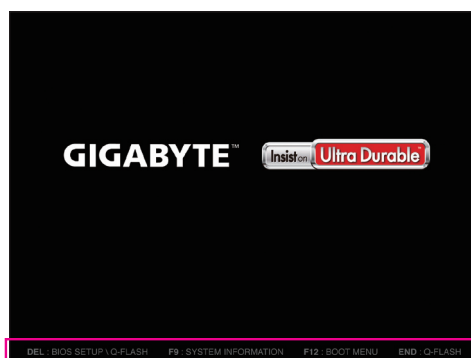 GIGABYTE™ Insist on Ultra Durable™
DEL : BIOS SETUP \ Q-FLASH F9 : SYSTEM INFORMATION F12 : BOOT MENU END : Q-FLASH